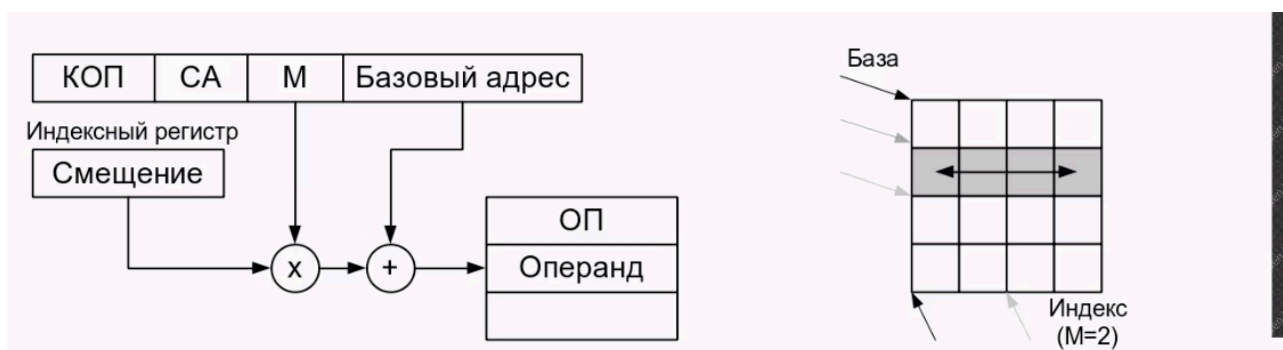 База
КОП СА М Базовый адрес
Индексный регистр
Смещение
ОП
x + Операнд
Индекс
(M=2)